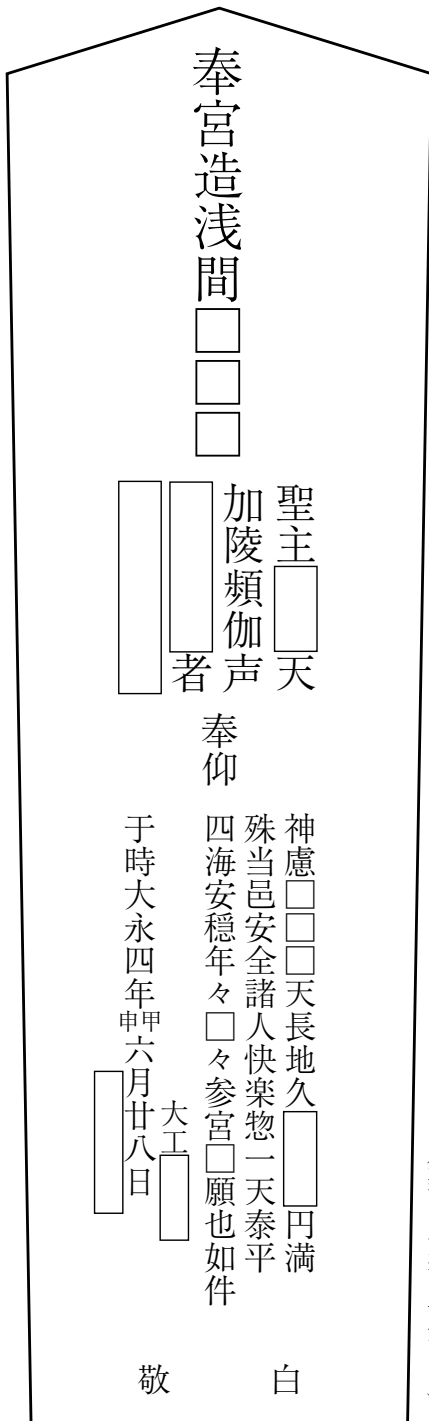 奉宮造浅間□□□
聖主□天
加陵頻伽声
□者
□
奉仰
神慮□□□天長地久□円満
殊当邑安全諸人快楽惣一天泰平
四海安穏年々□々参宮□願也如件
大工□
于時大永四年甲申六月廿八日
□
敬白